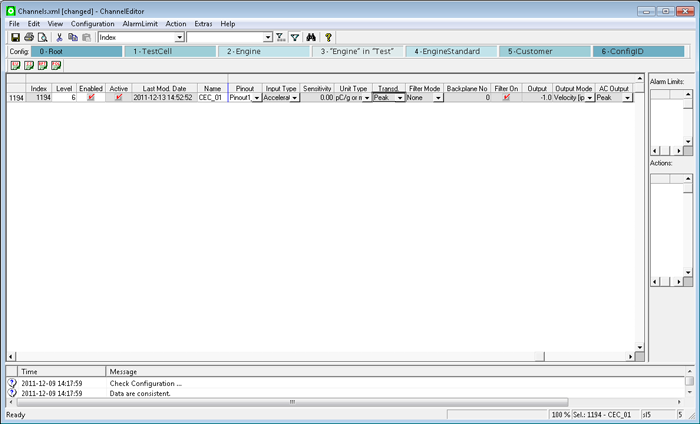 Channels.xml [changed] - ChannelEditor
File Edit View Configuration AlarmLimit Action Extras Help
Index
Config: 0 - Root 1 - TestCell 2 - Engine 3 - "Engine" in "Test" 4 - EngineStandard 5 - Customer 6 - ConfigID
Alarm Limits:
Index Level Enabled Active Last Mod. Date Name Pinout Input Type Sensitivity Unit Type Transd. Filter Mode Backplane No Filter On Output Output Mode AC Output
1194 1194 6 2011-12-13 14:52:52 CEC_01 Pinout1_ Accelerat 0.00 pC/g or m Peak None 0 -1.0 Velocity [ip Peak
Actions:
Time Message
2011-12-09 14:17:59 Check Configuration ...
2011-12-09 14:17:59 Data are consistent.
Ready 100 % Sel.: 1194 - CEC_01 sl5 5